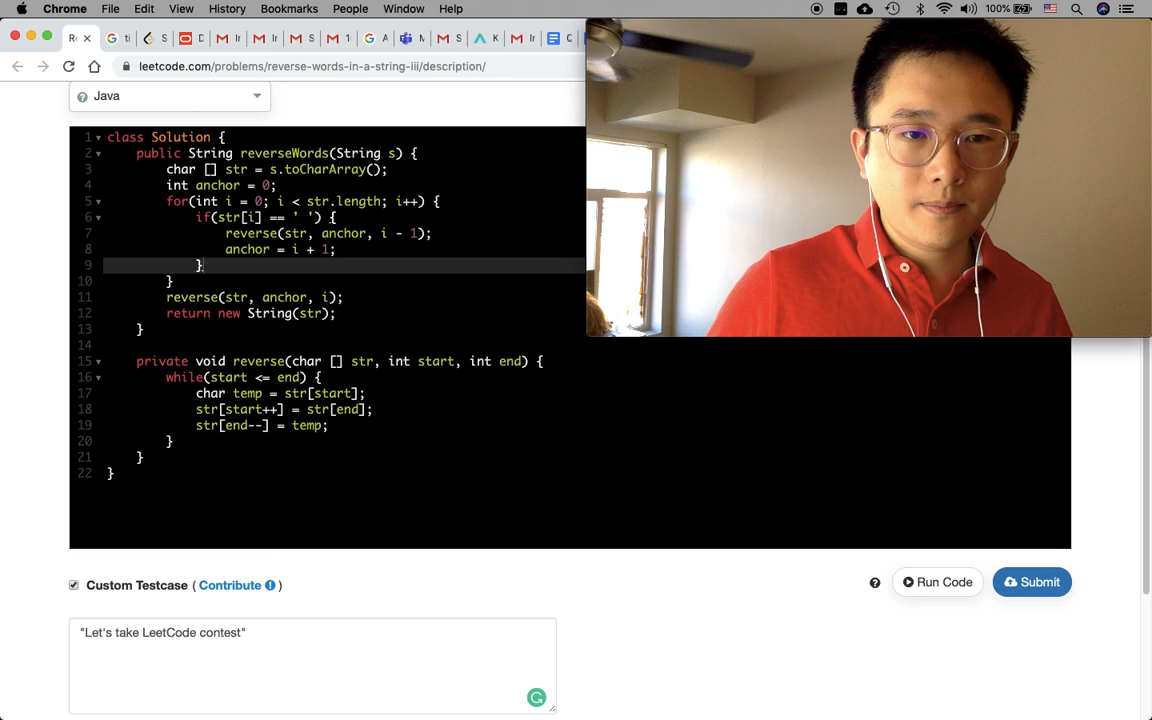 Chrome File Edit View History Bookmarks People Window Help 100%
leetcode.com/problems/reverse-words-in-a-string-iii/description/
Java
1 class Solution {
2 public String reverseWords(String s) {
3 char [] str = s.toCharArray();
4 int anchor = 0;
5 for(int i = 0; i < str.length; i++) {
6 if(str[i] == ' ') {
7 reverse(str, anchor, i - 1);
8 anchor = i + 1;
9 }
10 }
11 reverse(str, anchor, i);
12 return new String(str);
13 }
14
15 private void reverse(char [] str, int start, int end) {
16 while(start <= end) {
17 char temp = str[start];
18 str[start++] = str[end];
19 str[end--] = temp;
20 }
21 }
22 }
Custom Testcase ( Contribute )
Run Code
Submit
"Let's take LeetCode contest"